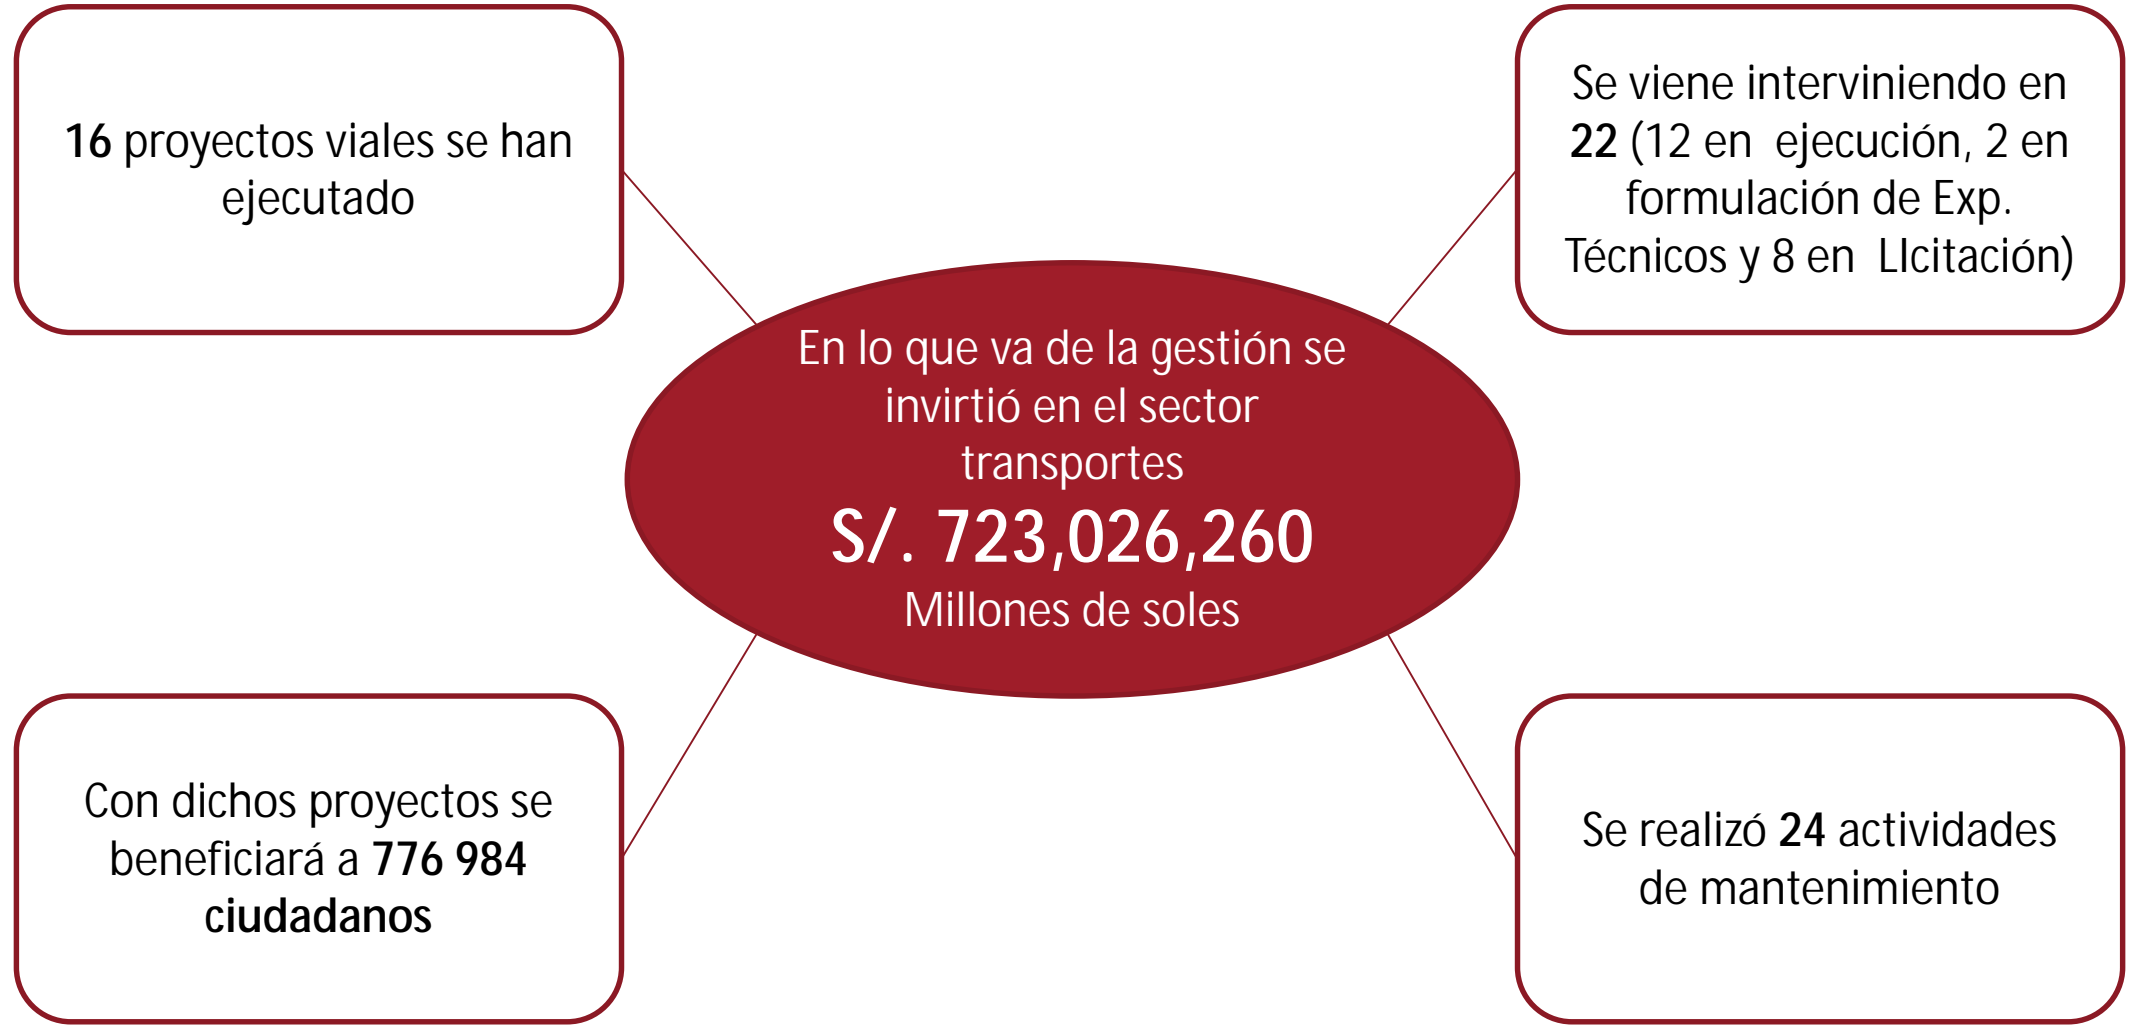 16 proyectos viales se han
ejecutado
Se viene interviniendo en
22 (12 en ejecución, 2 en
formulación de Exp.
Técnicos y 8 en LIcitación)
En lo que va de la gestión se
invirtió en el sector
transportes
S/. 723,026,260
Millones de soles
Con dichos proyectos se
beneficiará a 776 984
ciudadanos
Se realizó 24 actividades
de mantenimiento